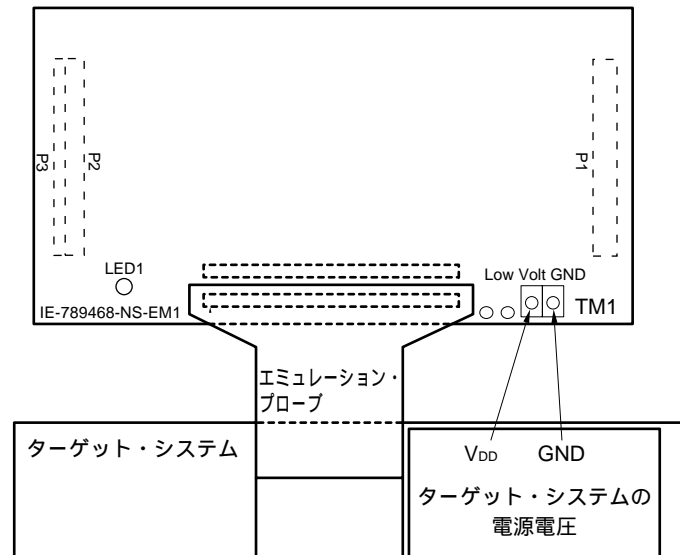 P3
P2
P1
LED1
Low Volt GND
IE-789468-NS-EM1
TM1
エミュレーション・
プローブ
ターゲット・システム
VDD
GND
ターゲット・システムの
電源電圧